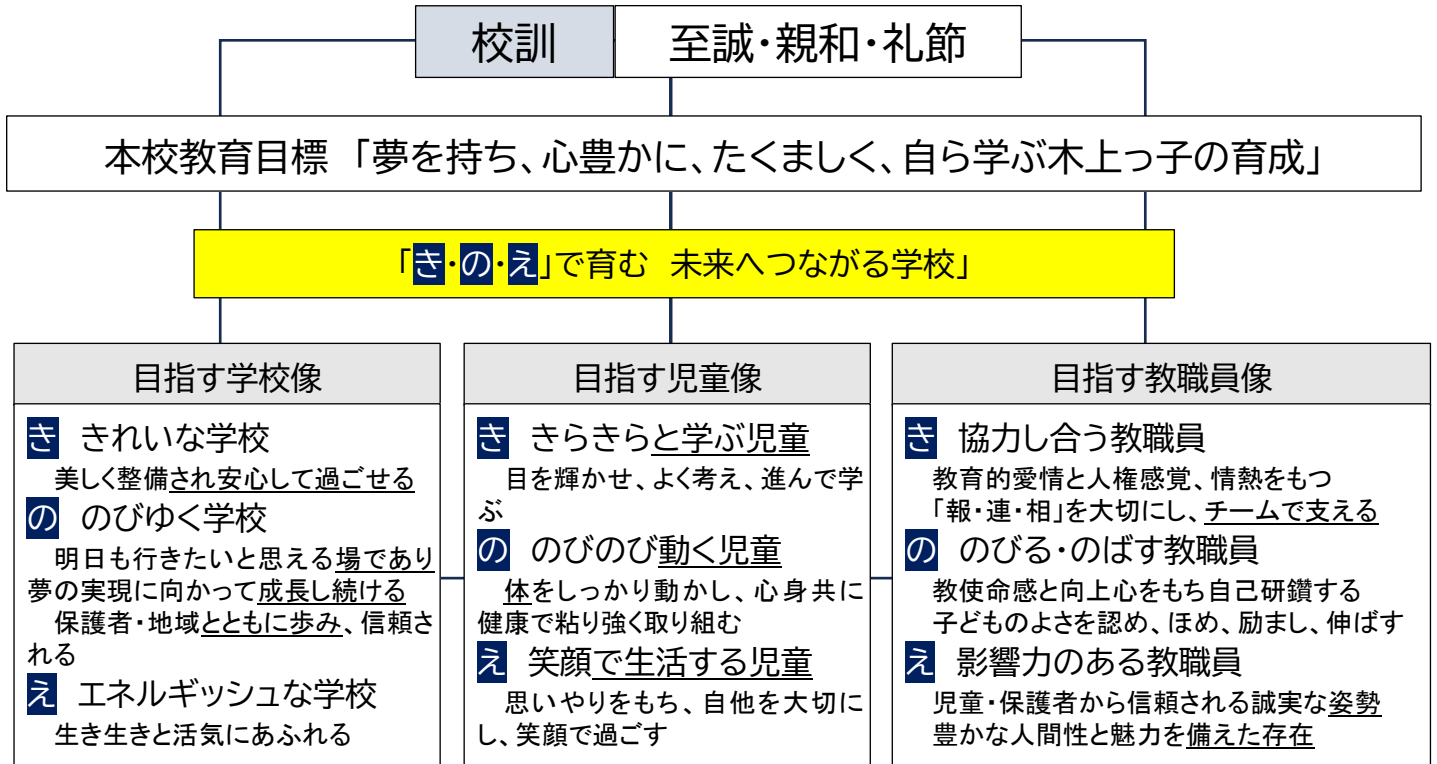 校訓 至誠・親和・礼節
本校教育目標 「夢を持ち、心豊かに、たくましく、自ら学ぶ木上っ子の育成」
「き・の・え」で育む 未来へつながる学校」
目指す学校像
き きれいな学校
美しく整備され安心して過ごせる
の のびゆく学校
明日も行きたいと思える場であり
夢の実現に向かって成長し続ける
保護者・地域とともに歩み、信頼さ
れる
え エネルギッシュな学校
生き生きと活気にあふれる
目指す児童像
き きらきらと学ぶ児童
目を輝かせ、よく考え、進んで学
ぶ
の のびのび動く児童
体をしっかり動かし、心身共に
健康で粘り強く取り組む
え 笑顔で生活する児童
思いやりをもち、自他を大切に
し、笑顔で過ごす
目指す教職員像
き 協力し合う教職員
教育的愛情と人権感覚、情熱をもつ
「報・連・相」を大切にし、チームで支える
の のびる・のばす教職員
教使命感と向上心をもち自己研鑽する
子どものよさを認め、ほめ、励まし、伸ばす
え 影響力のある教職員
児童・保護者から信頼される誠実な姿勢
豊かな人間性と魅力を備えた存在